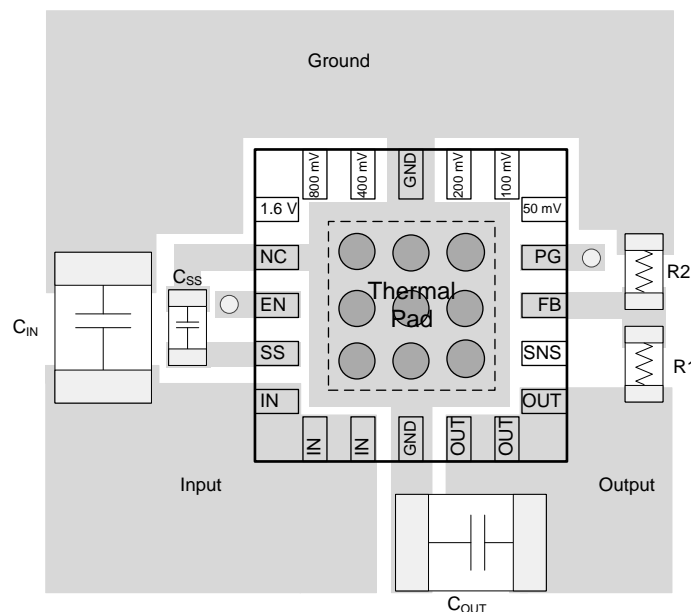 Ground
800 mV
400 mV
GND
200 mV
100 mV
1.6 V
50 mV
NC
PG
CSS
R2
EN
FB
Thermal
Pad
CIN
SS
SNS
R1
IN
OUT
IN
IN
GND
OUT
OUT
Input
Output
COUT